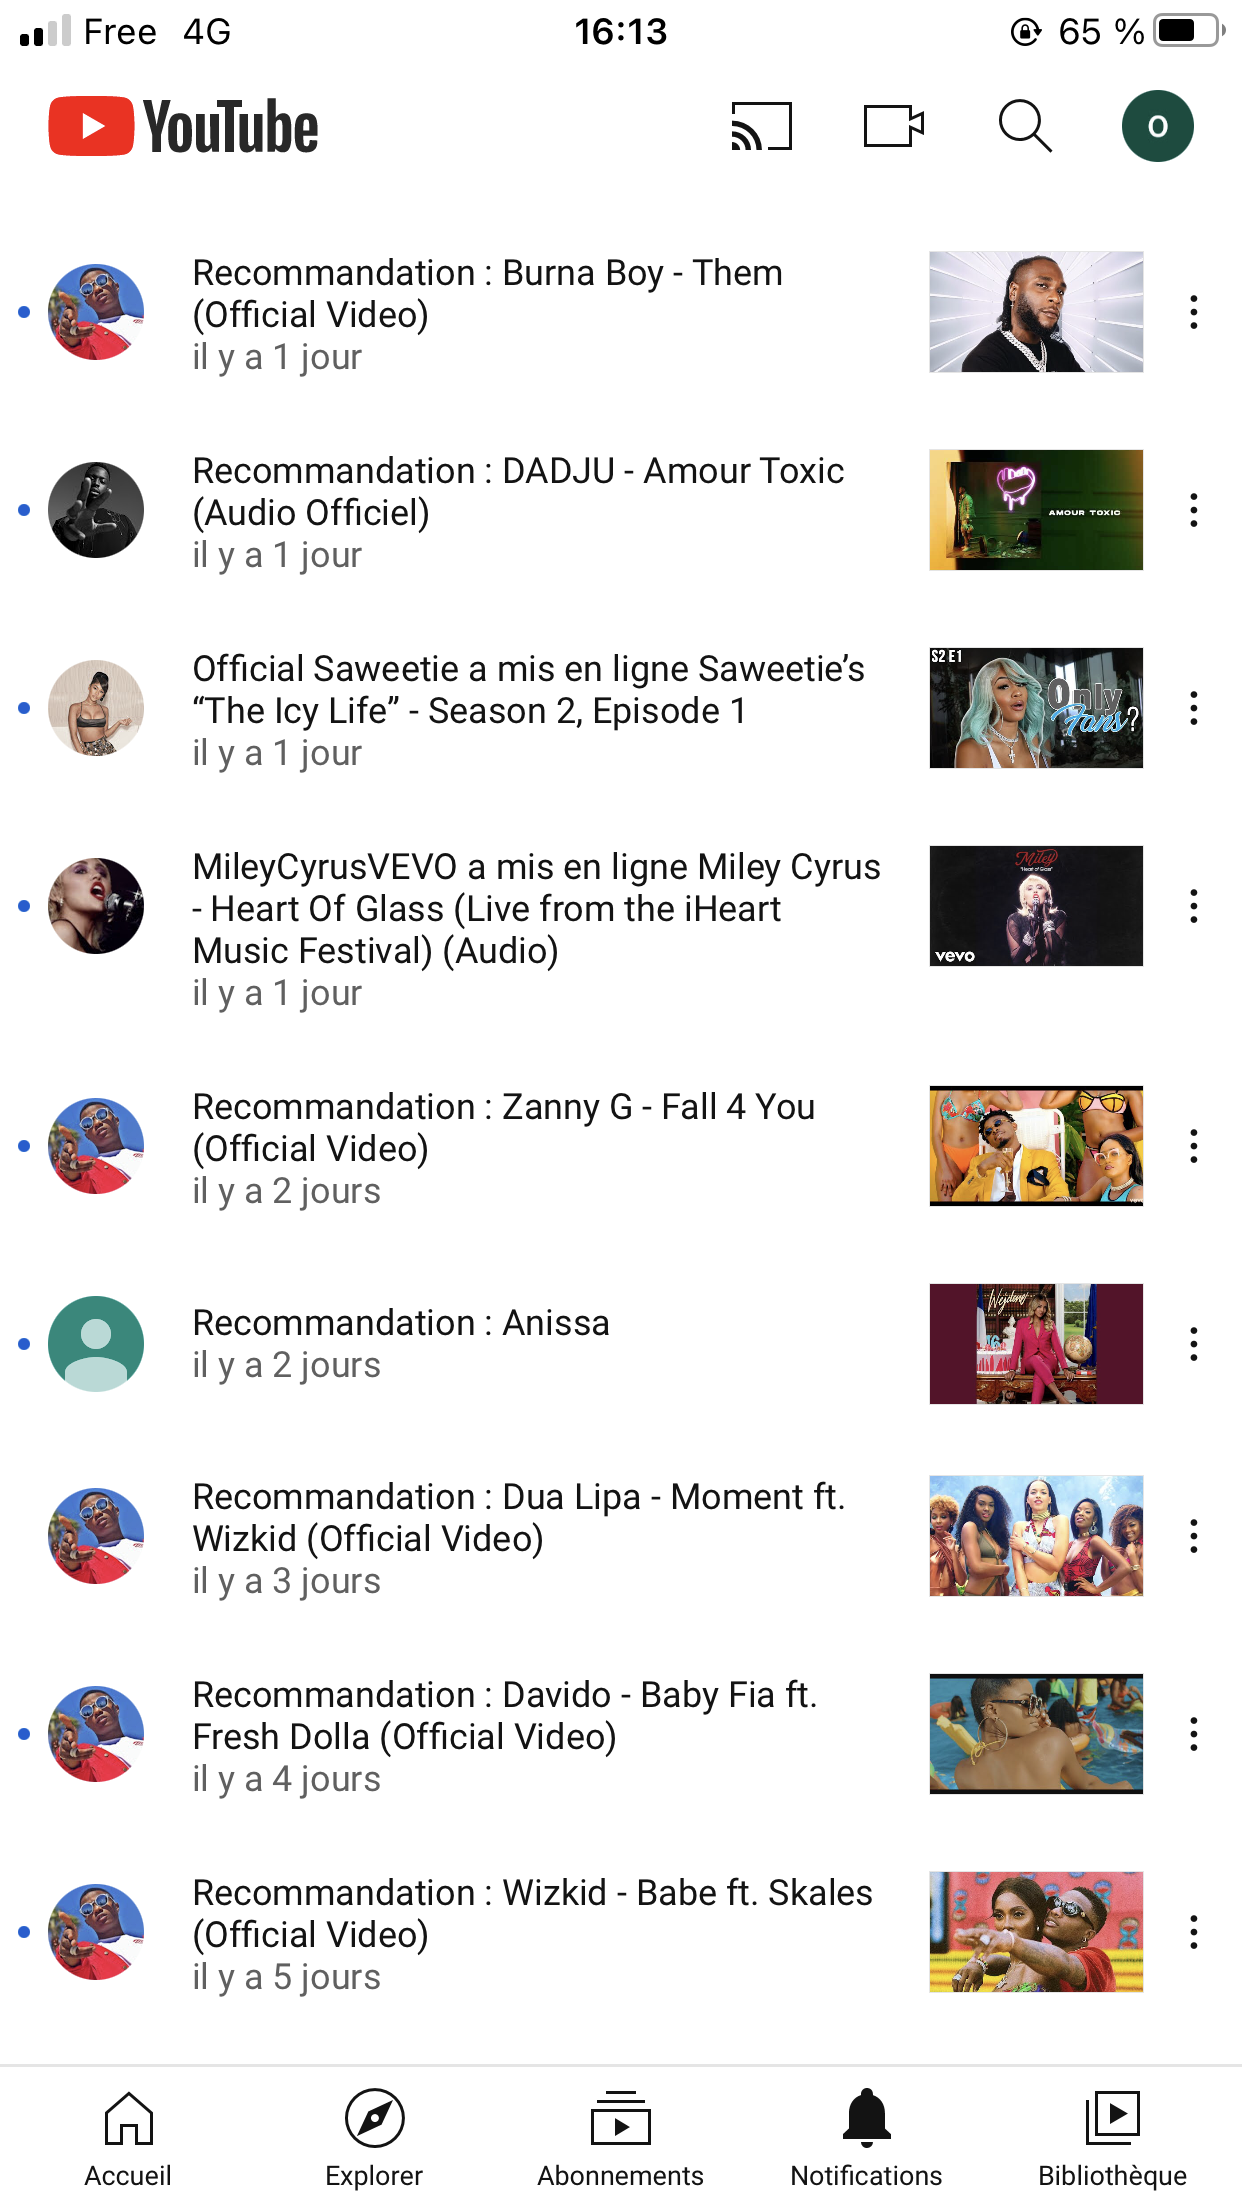 Free 4G 16:13 65 %
YouTube
O
Recommandation : Burna Boy - Them
(Official Video)
il y a 1 jour
Recommandation : DADJU - Amour Toxic
(Audio Officiel)
il y a 1 jour
AMOUR TOXIC
Official Saweetie a mis en ligne Saweetie’s
“The Icy Life” - Season 2, Episode 1
il y a 1 jour
S2 E1
Only
Fans?
MileyCyrusVEVO a mis en ligne Miley Cyrus
- Heart Of Glass (Live from the iHeart
Music Festival) (Audio)
il y a 1 jour
Miley
"Heart of Glass"
vevo
Recommandation : Zanny G - Fall 4 You
(Official Video)
il y a 2 jours
Recommandation : Anissa
il y a 2 jours
Wejdene
Recommandation : Dua Lipa - Moment ft.
Wizkid (Official Video)
il y a 3 jours
Recommandation : Davido - Baby Fia ft.
Fresh Dolla (Official Video)
il y a 4 jours
Recommandation : Wizkid - Babe ft. Skales
(Official Video)
il y a 5 jours
Accueil Explorer Abonnements Notifications Bibliothèque